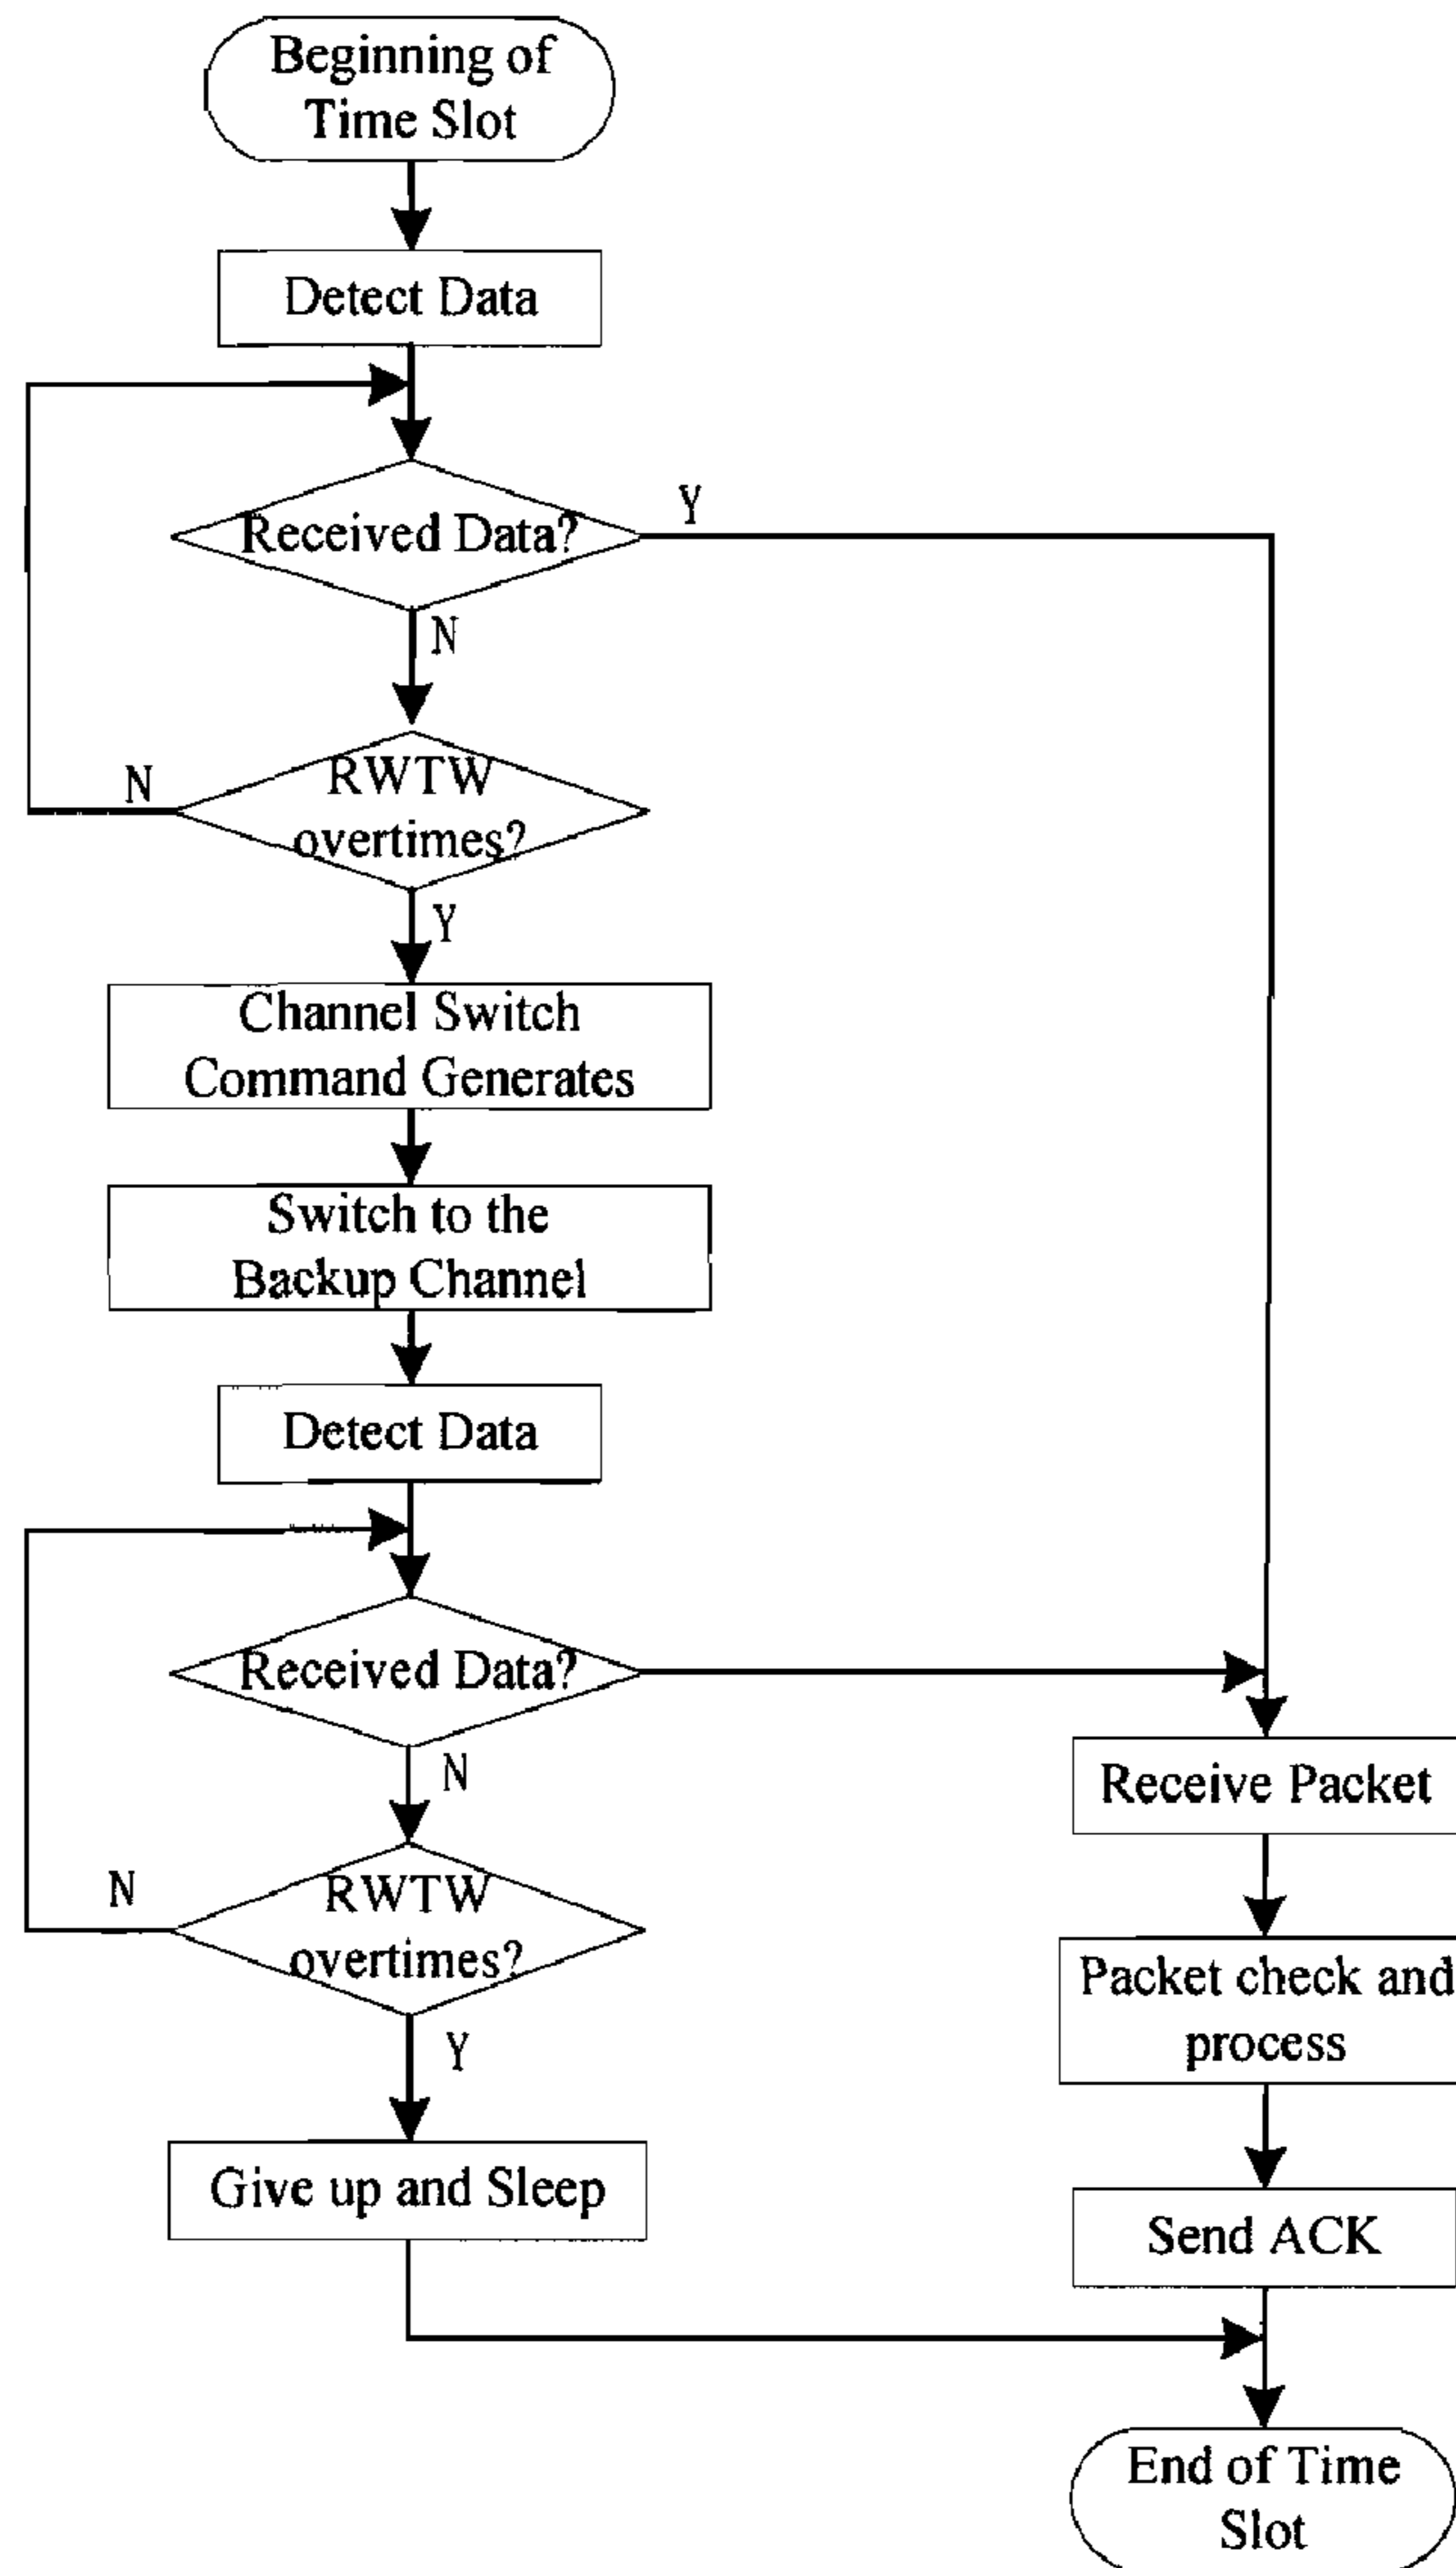 Beginning of
Time Slot
Detect Data
Received Data?
Y
N
RWTW
overtimes?
N
Y
Channel Switch
Command Generates
Switch to the
Backup Channel
Detect Data
Received Data?
N
RWTW
overtimes?
N
Y
Give up and Sleep
Receive Packet
Packet check and
process
Send ACK
End of Time
Slot